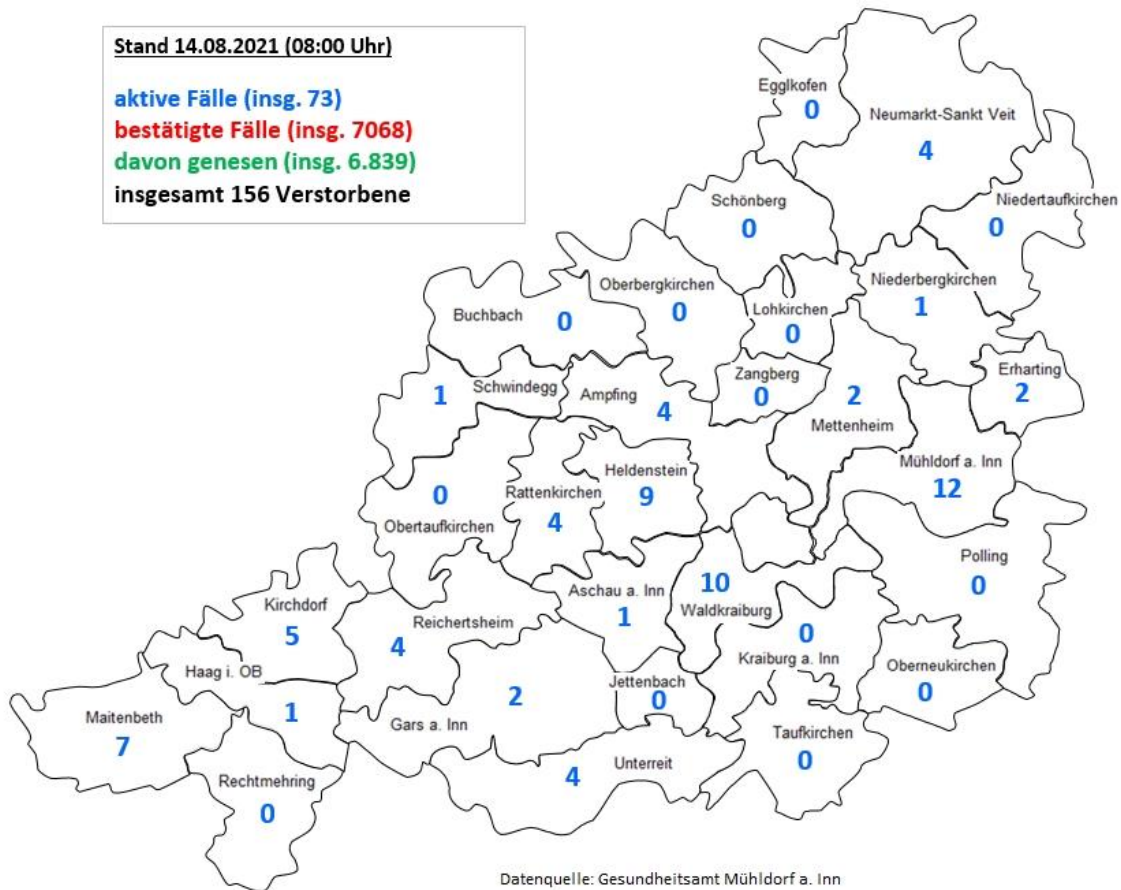 Stand 14.08.2021 (08:00 Uhr)
aktive Fälle (insg. 73)
bestätigte Fälle (insg. 7068)
davon genesen (insg. 6.839)
insgesamt 156 Verstorbene
Egglkofen
0
Neumarkt-Sankt Veit
4
Schönberg
0
Niedertaufkirchen
0
Buchbach
0
Oberbergkirchen
0
Lohkirchen
0
Niederbergkirchen
1
1
Schwindegg
Ampfing
4
Zangberg
0
2
Mettenheim
Erharting
2
0
Obertaufkirchen
Rattenkirchen
4
Heldenstein
9
Mühldorf a. Inn
12
Polling
0
Kirchdorf
5
Reichertsheim
4
Aschau a. Inn
1
10
Waldkraiburg
0
Kraiburg a. Inn
Oberneukirchen
0
Haag i. OB
1
Maitenbeth
7
Gars a. Inn
2
Jettenbach
0
Taufkirchen
0
Rechtmehring
0
4
Unterreit
Datenquelle: Gesundheitsamt Mühldorf a. Inn